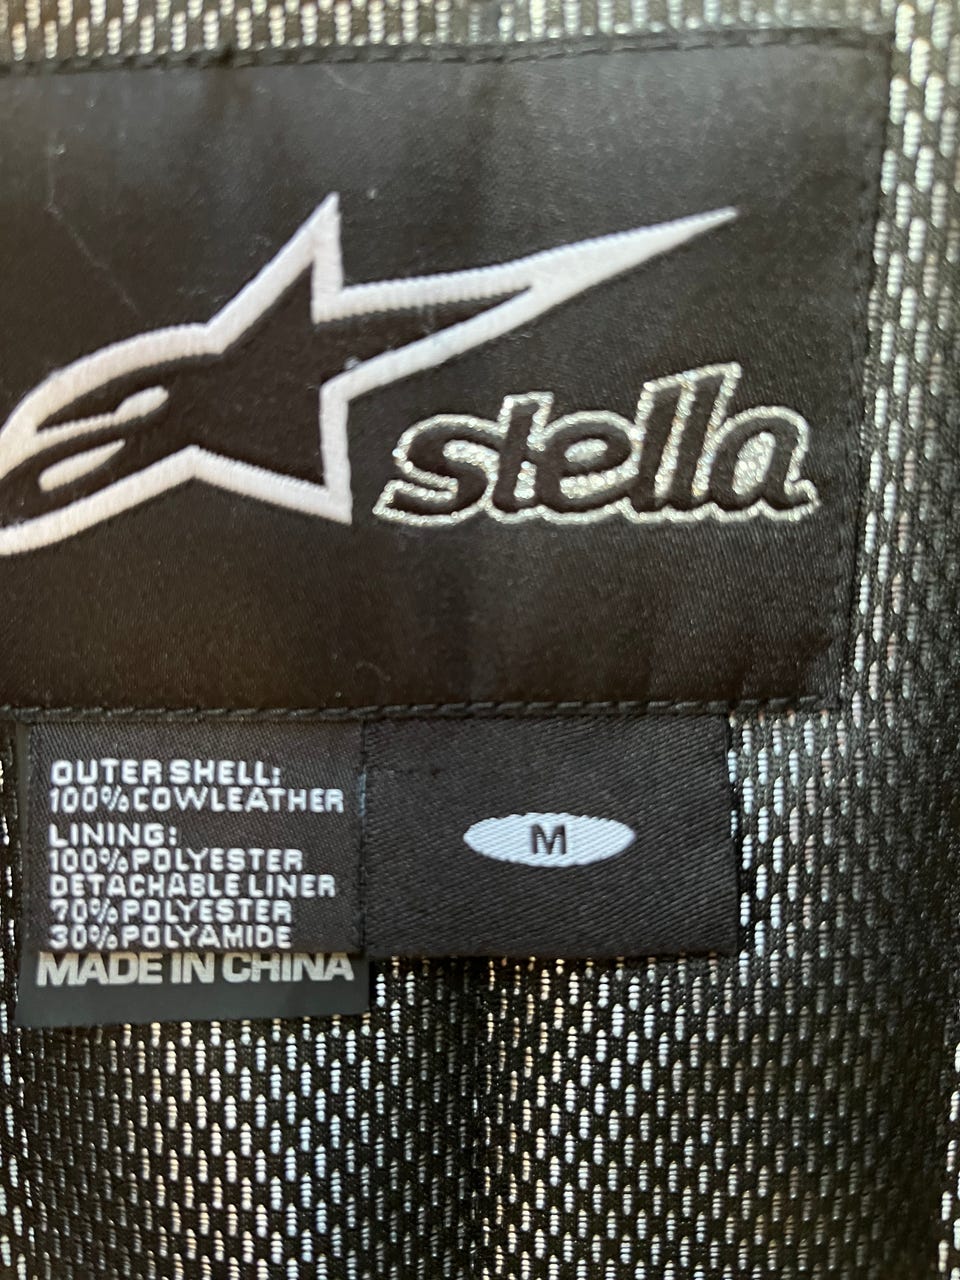 stella
OUTER SHELL:
100%COWLEATHER
LINING:
100%POLYESTER
DETACHABLE LINER
70%POLYESTER
30%POLYAMIDE
MADE IN CHINA
M